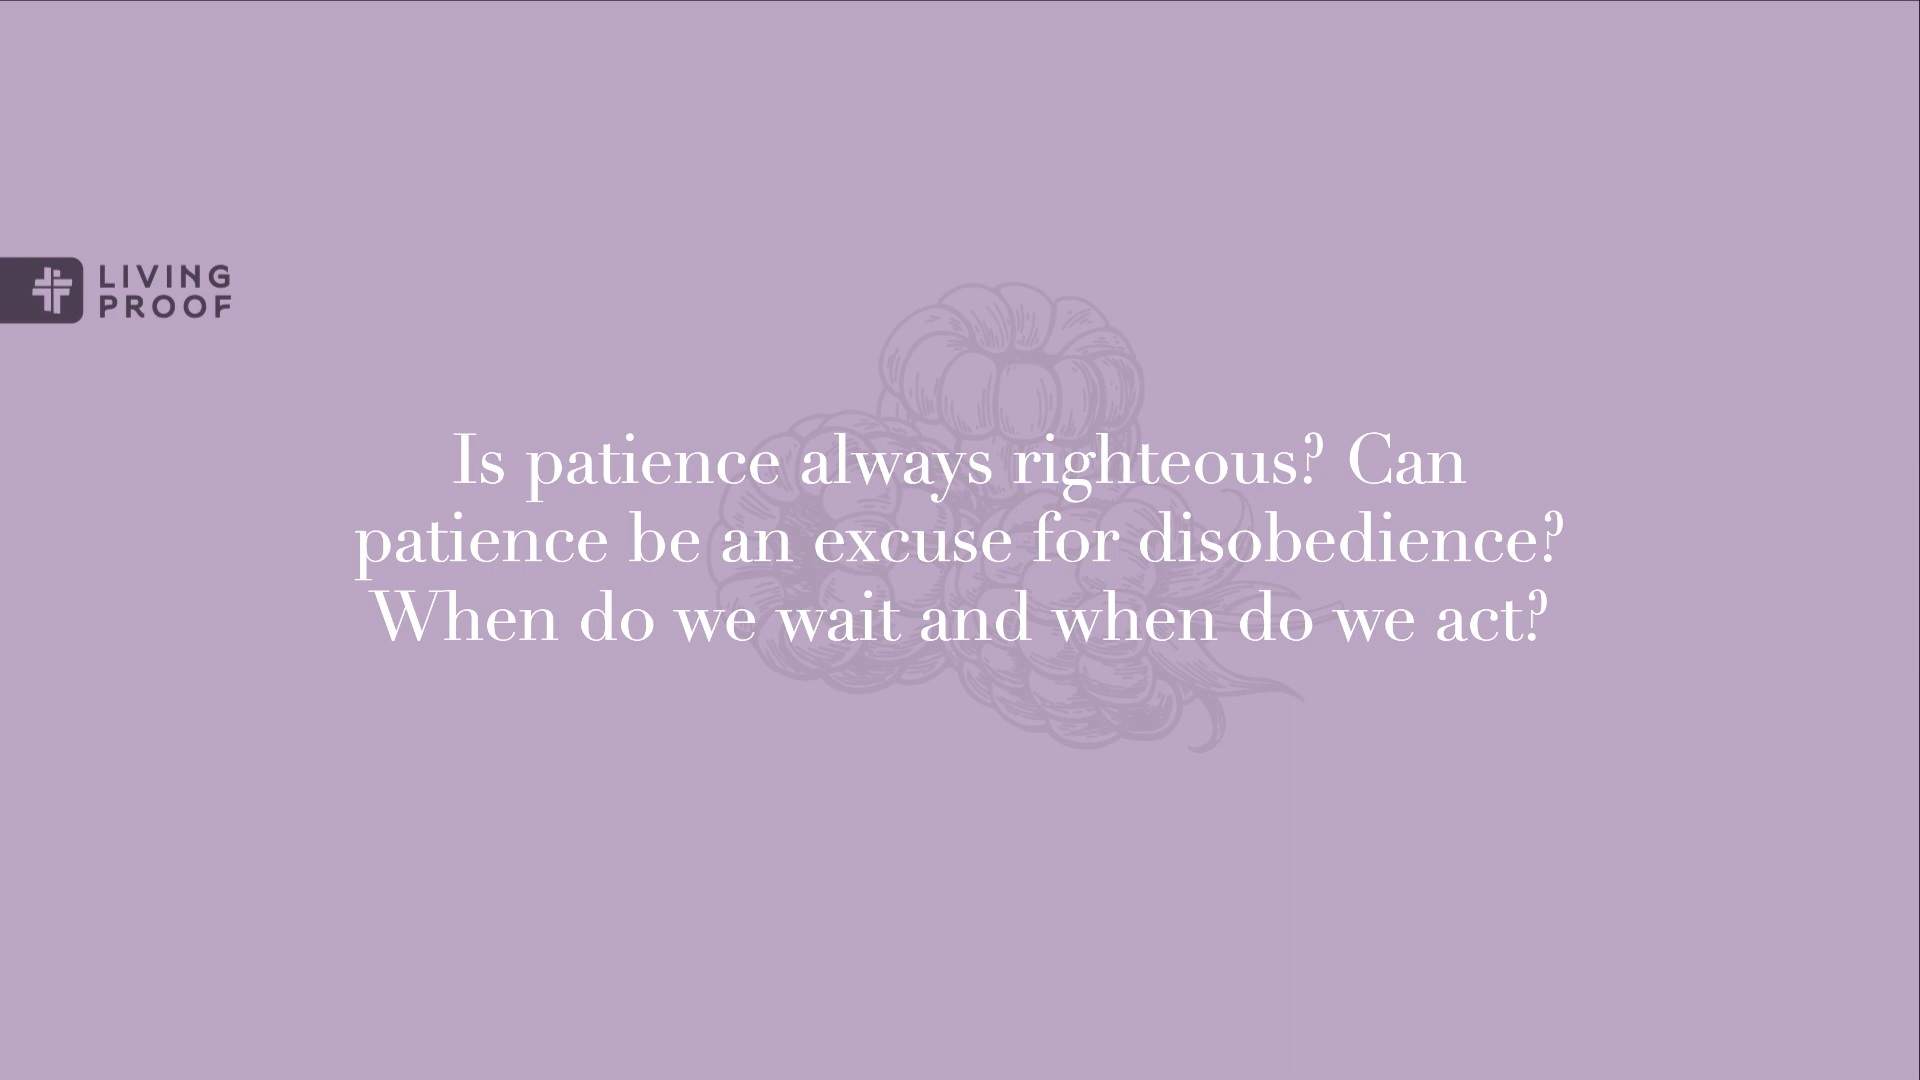 LIVING
PROOF
Is patience always righteous? Can
patience be an excuse for disobedience?
When do we wait and when do we act?